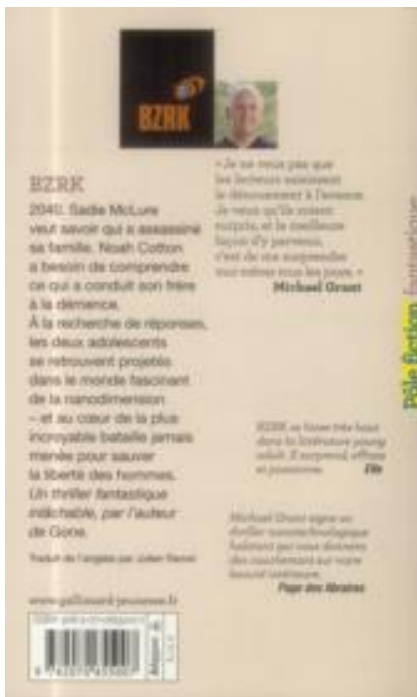 BZRK
BZRK
2040. Sadie McLure
veut savoir qui a assassiné
sa famille. Noah Cotton
a besoin de comprendre
ce qui a conduit son frère
à la démence.
À la recherche de réponses,
les deux adolescents
se retrouvent projetés
dans le monde fascinant
de la nanodimension
– et au cœur de la plus
incroyable bataille jamais
menée pour sauver
la liberté des hommes.
Un thriller fantastique
inlâchable, par l'auteur
de Gone.
Traduit de l'anglais par Julien
www.gallimard-jeunesse.fr
« Je ne veux pas que
les lecteurs
le dénouement à l'avance.
Je veux qu'ils soient
surpris, et la meilleure
façon d'y parvenir,
c'est de me surprendre
moi-même tous les jours. »
Michael Grant
BZRK se hisse très haut
dans la littérature young
adult. Il surprend, effraie
et passionne. Elle
Michael Grant signe un
thriller nanotechnologique
haletant qui vous donnera
des sur votre
beauté intérieure.
Page des libraires
Pôle fiction fantastique